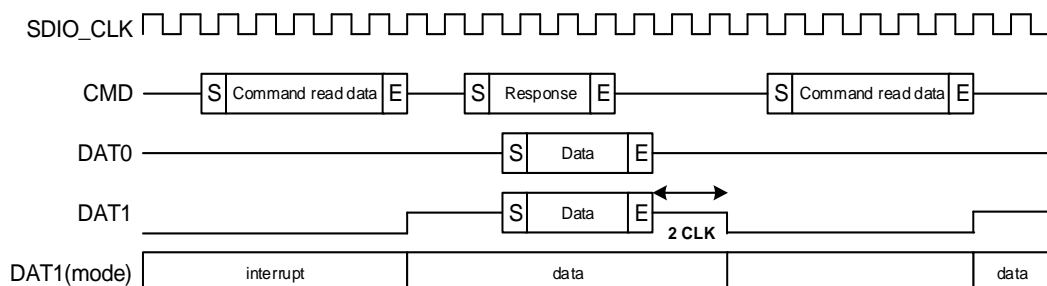 SDIO_CLK
CMD S Command read data E S Response E S Command read data E
DAT0 S Data E
DAT1 S Data E
2 CLK
DAT1(mode) interrupt data data